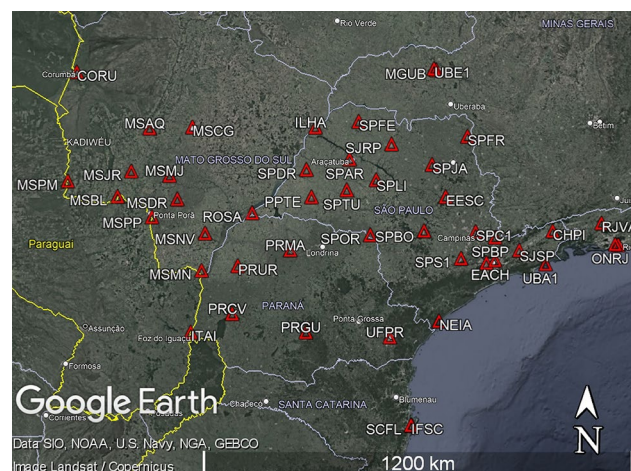 Rio Verde
MINAS GERAIS
Corumbá CORU
MGUB UBE1
Uberaba
Betim
MSAQ
MSCG
ILHA
SPFE
KADIWÉU
SJRP
SPFR
MATO GROSSO DO SUL
Araçatuba
MSPM
MSJR
MSMJ
SPDR
SPAR
SPJA
SPLI
MSBL
MSDR
PPTE
SPTU
EESC
MSPP
Ponta Porã
ROSA
SÃO PAULO
Paraguai
MSNV
SPOR
SPBO
Campinas
SPC1
CHPI
RJVA
PRMA
Londrina
SPBP
SJSP
ONRJ
MSMN
PRUR
SPS1
EACH
UBA1
PARANÁ
PRCV
Assunção
Foz do Iguaçu
ITAI
PRGU
Ponta Grossa
UFPR
NEIA
Formosa
Google Earth
Chapecó
SANTA CATARINA
Blumenau
Corrientes
SCFL IFSC
N
Data SIO, NOAA, U.S. Navy, NGA, GEBCO
Image Landsat / Copernicus
1200 km